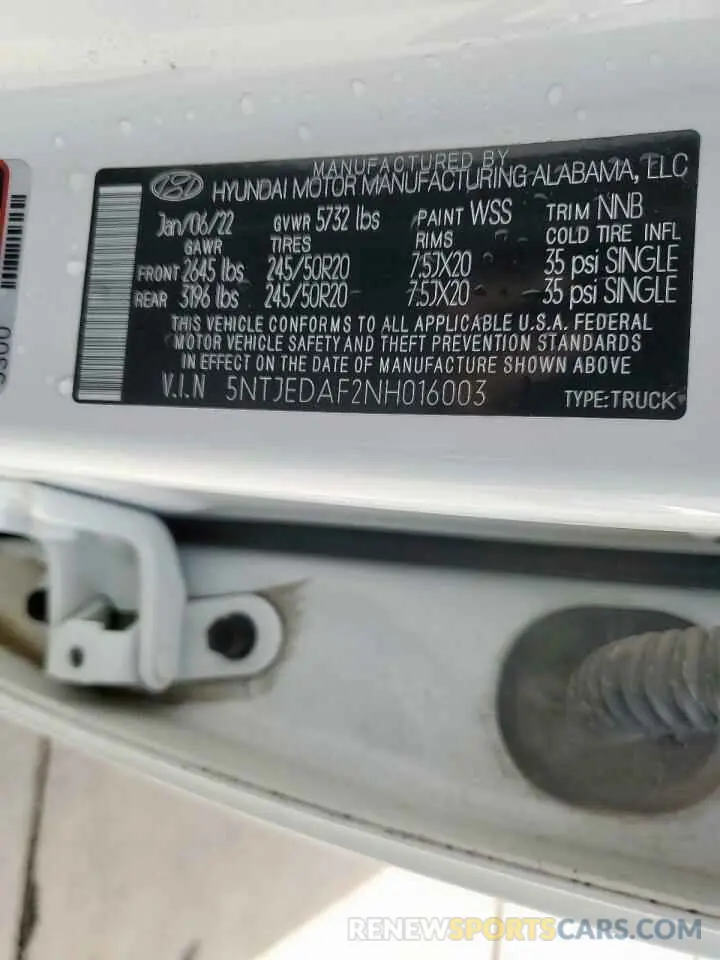 MANUFACTURED BY
HYUNDAI MOTOR MANUFACTURING ALABAMA, LLC
Jan/06/22 GVWR 5732 lbs PAINT WSS TRIM NNB
GAWR TIRES RIMS COLD TIRE INFL
FRONT 2645 lbs 245/50R20 7.5JX20 35 psi SINGLE
REAR 3196 lbs 245/50R20 7.5JX20 35 psi SINGLE
THIS VEHICLE CONFORMS TO ALL APPLICABLE U.S.A. FEDERAL
MOTOR VEHICLE SAFETY AND THEFT PREVENTION STANDARDS
IN EFFECT ON THE DATE OF MANUFACTURE SHOWN ABOVE
V.I.N 5NTJEDAF2NH016003 TYPE:TRUCK
RENEWSPORTSCARS.COM